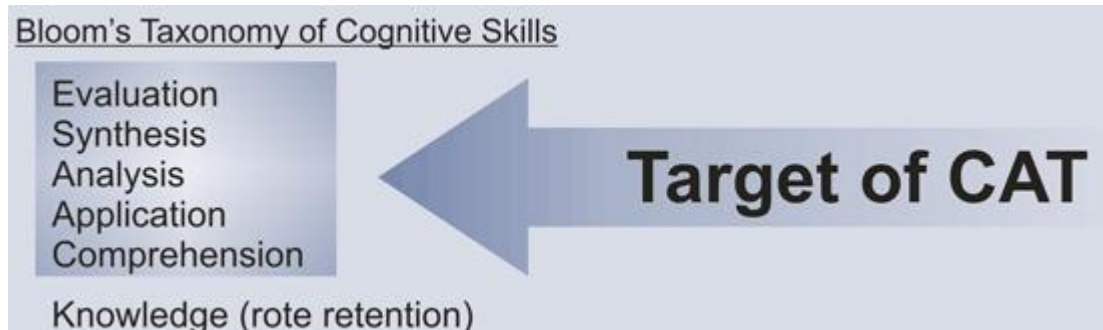 Bloom's Taxonomy of Cognitive Skills
Evaluation
Synthesis
Analysis
Application
Comprehension
Target of CAT
Knowledge (rote retention)